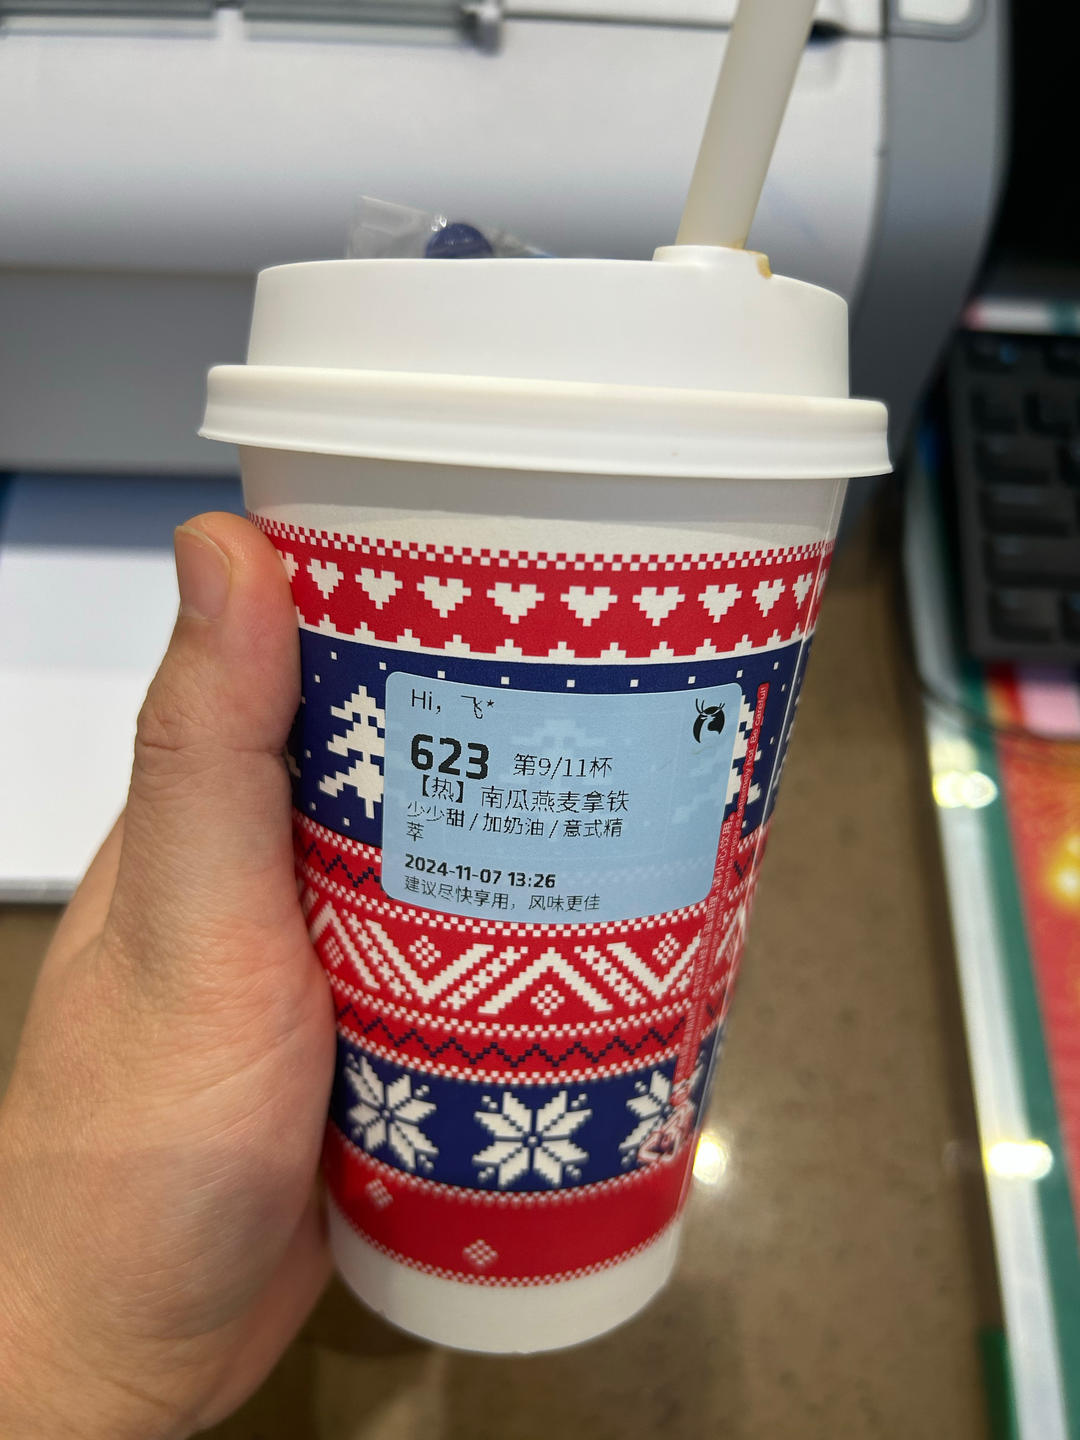 Hi, 飞*
623 第9/11杯
【热】南瓜燕麦拿铁
少少甜/加奶油/意式精
萃
2024-11-07 13:26
建议尽快享用，风味更佳
Be careful!